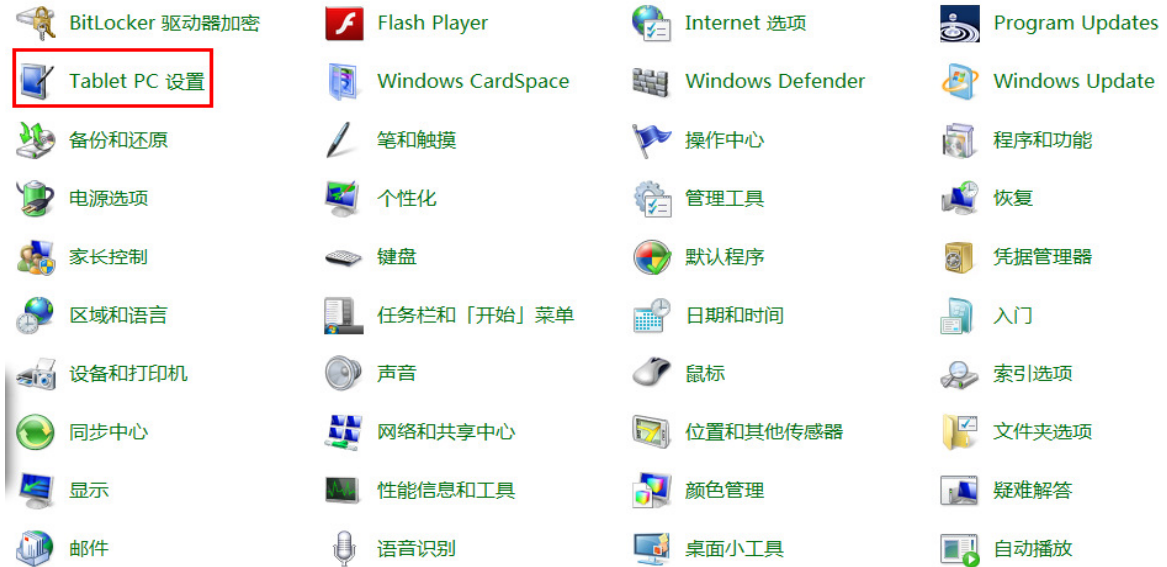 BitLocker 驱动器加密
Flash Player
Internet 选项
Program Updates
Tablet PC 设置
Windows CardSpace
Windows Defender
Windows Update
备份和还原
笔和触摸
操作中心
程序和功能
电源选项
个性化
管理工具
恢复
家长控制
键盘
默认程序
凭据管理器
区域和语言
任务栏和「开始」菜单
日期和时间
入门
设备和打印机
声音
鼠标
索引选项
同步中心
网络和共享中心
位置和其他传感器
文件夹选项
显示
性能信息和工具
颜色管理
疑难解答
邮件
语音识别
桌面小工具
自动播放